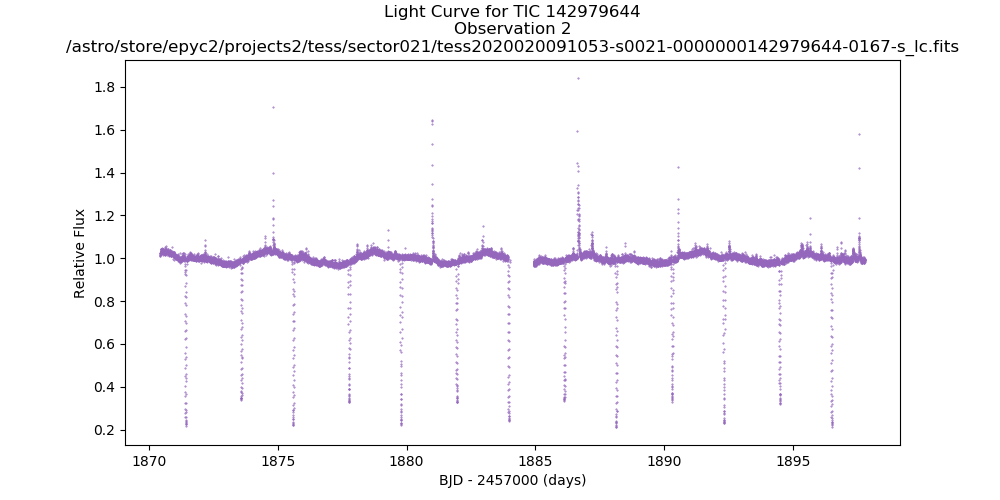 Light Curve for TIC 142979644
Observation 2
/astro/store/epyc2/projects2/tess/sector021/tess2020020091053-s0021-0000000142979644-0167-s_lc.fits
1.8
1.6
1.4
1.2
1.0
0.8
0.6
0.4
0.2
Relative Flux
1870 1875 1880 1885 1890 1895
BJD - 2457000 (days)